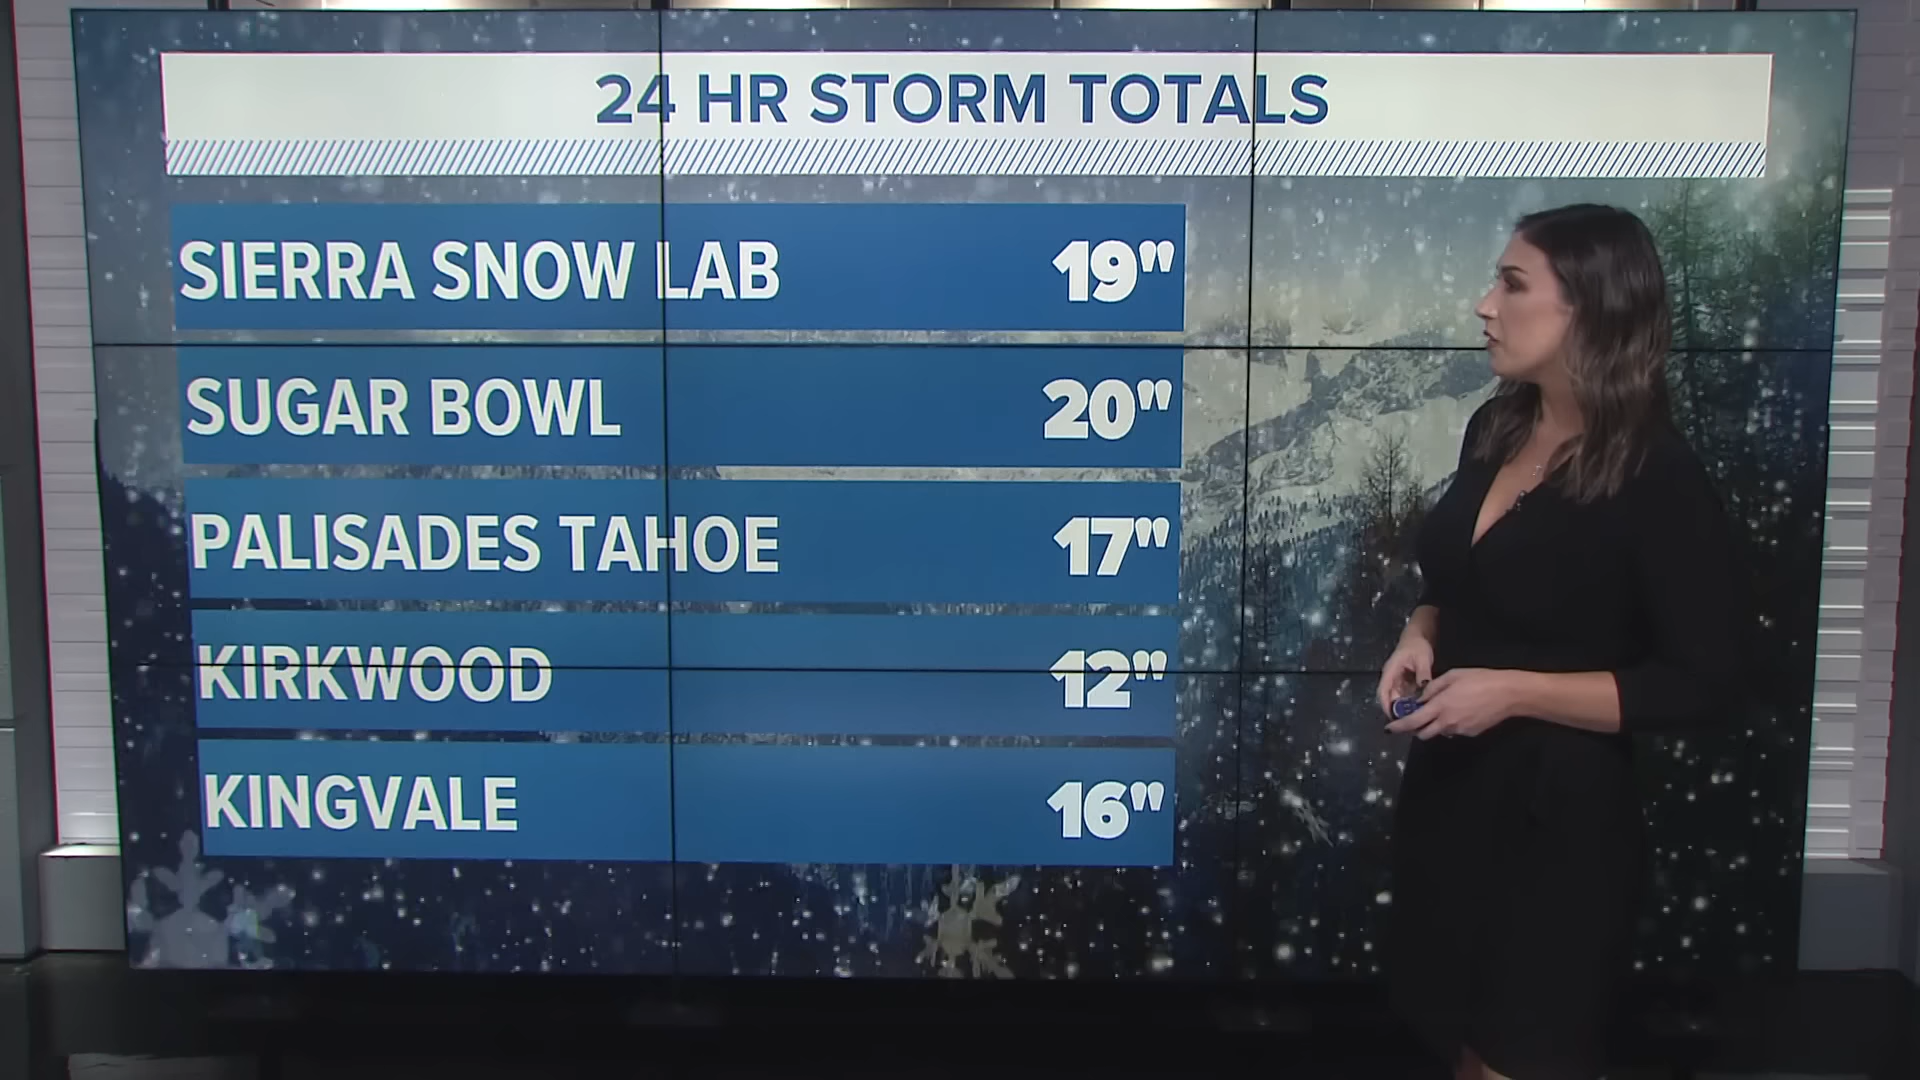 24 HR STORM TOTALS
SIERRA SNOW LAB 19"
SUGAR BOWL 20"
PALISADES TAHOE 17"
KIRKWOOD 12"
KINGVALE 16"